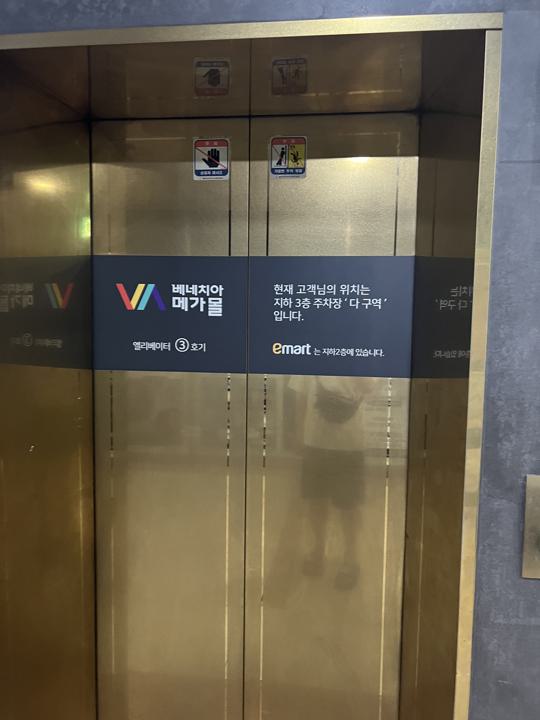 베네치아
메가몰
엘리베이터 ③ 호기
현재 고객님의 위치는
지하 3층 주차장 ‘ 다 구역 ’
입니다.
emart 는 지하2층에 있습니다.